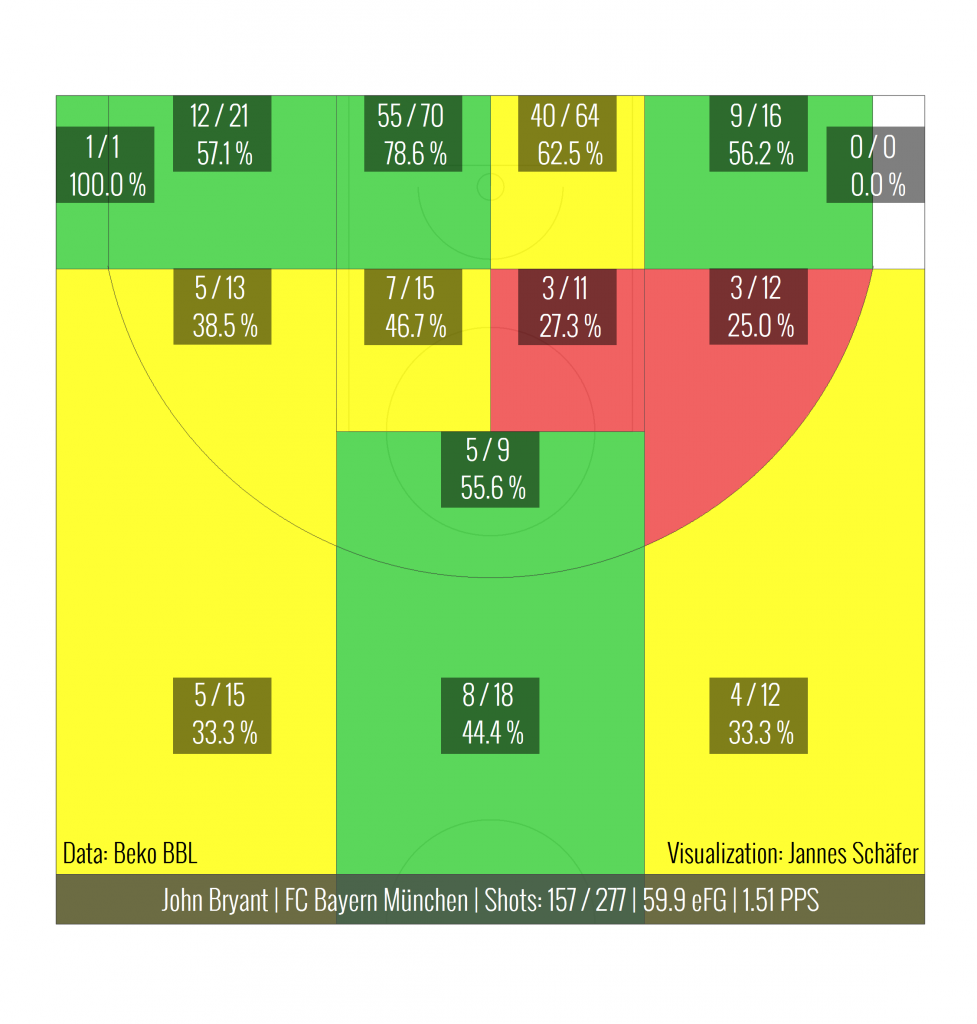 12 / 21
57.1 %
55 / 70
78.6 %
40 / 64
62.5 %
9 / 16
56.2 %
1 / 1
100.0 %
0 / 0
0.0 %
5 / 13
38.5 %
7 / 15
46.7 %
3 / 11
27.3 %
3 / 12
25.0 %
5 / 9
55.6 %
5 / 15
33.3 %
8 / 18
44.4 %
4 / 12
33.3 %
Data: Beko BBL
Visualization: Jannes Schäfer
John Bryant | FC Bayern München | Shots: 157 / 277 | 59.9 eFG | 1.51 PPS